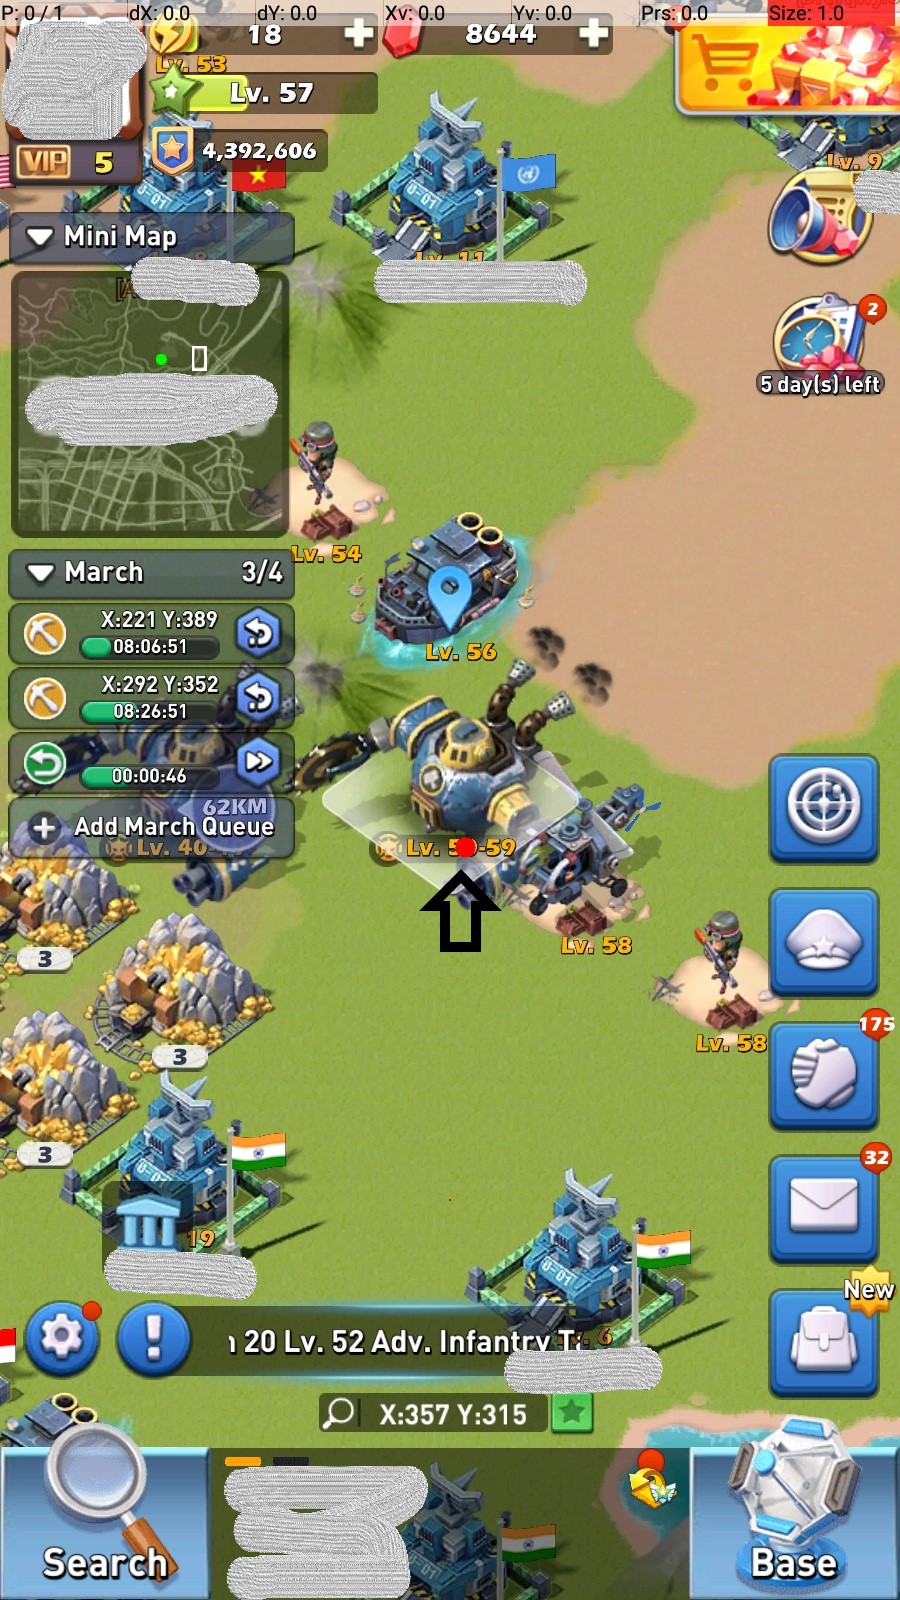 P: 0 / 1 dX: 0.0 dY: 0.0 Xv: 0.0 Yv: 0.0 Prs: 0.0 Size: 1.0
18 8644
Lv. 53
Lv. 57
4,392,606
VIP 5
Lv. 9
Lv. 11
Mini Map
2
5 day(s) left
Lv. 54
March 3/4
X:221 Y:389
08:06:51
Lv. 56
X:292 Y:352
08:26:51
00:00:46
62KM
Add March Queue
Lv. 40-
-59
Lv. 58
3
Lv. 58
175
3
3
32
19
New
20 Lv. 52 Adv. Infantry
6
X:357 Y:315
Search
Base